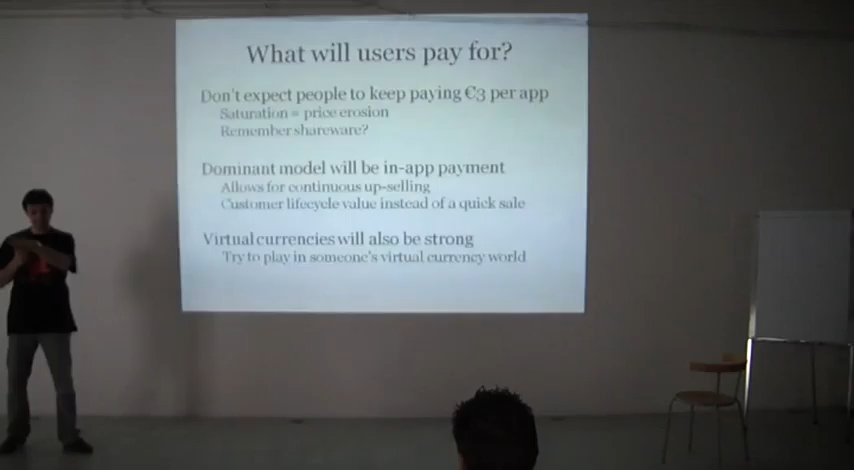 What will users pay for?
Don't expect people to keep paying €3 per app
Saturation = price erosion
Remember shareware?
Dominant model will be in-app payment
Allows for continuous up-selling
Customer lifecycle value instead of a quick sale
Virtual currencies will also be strong
Try to play in someone's virtual currency world